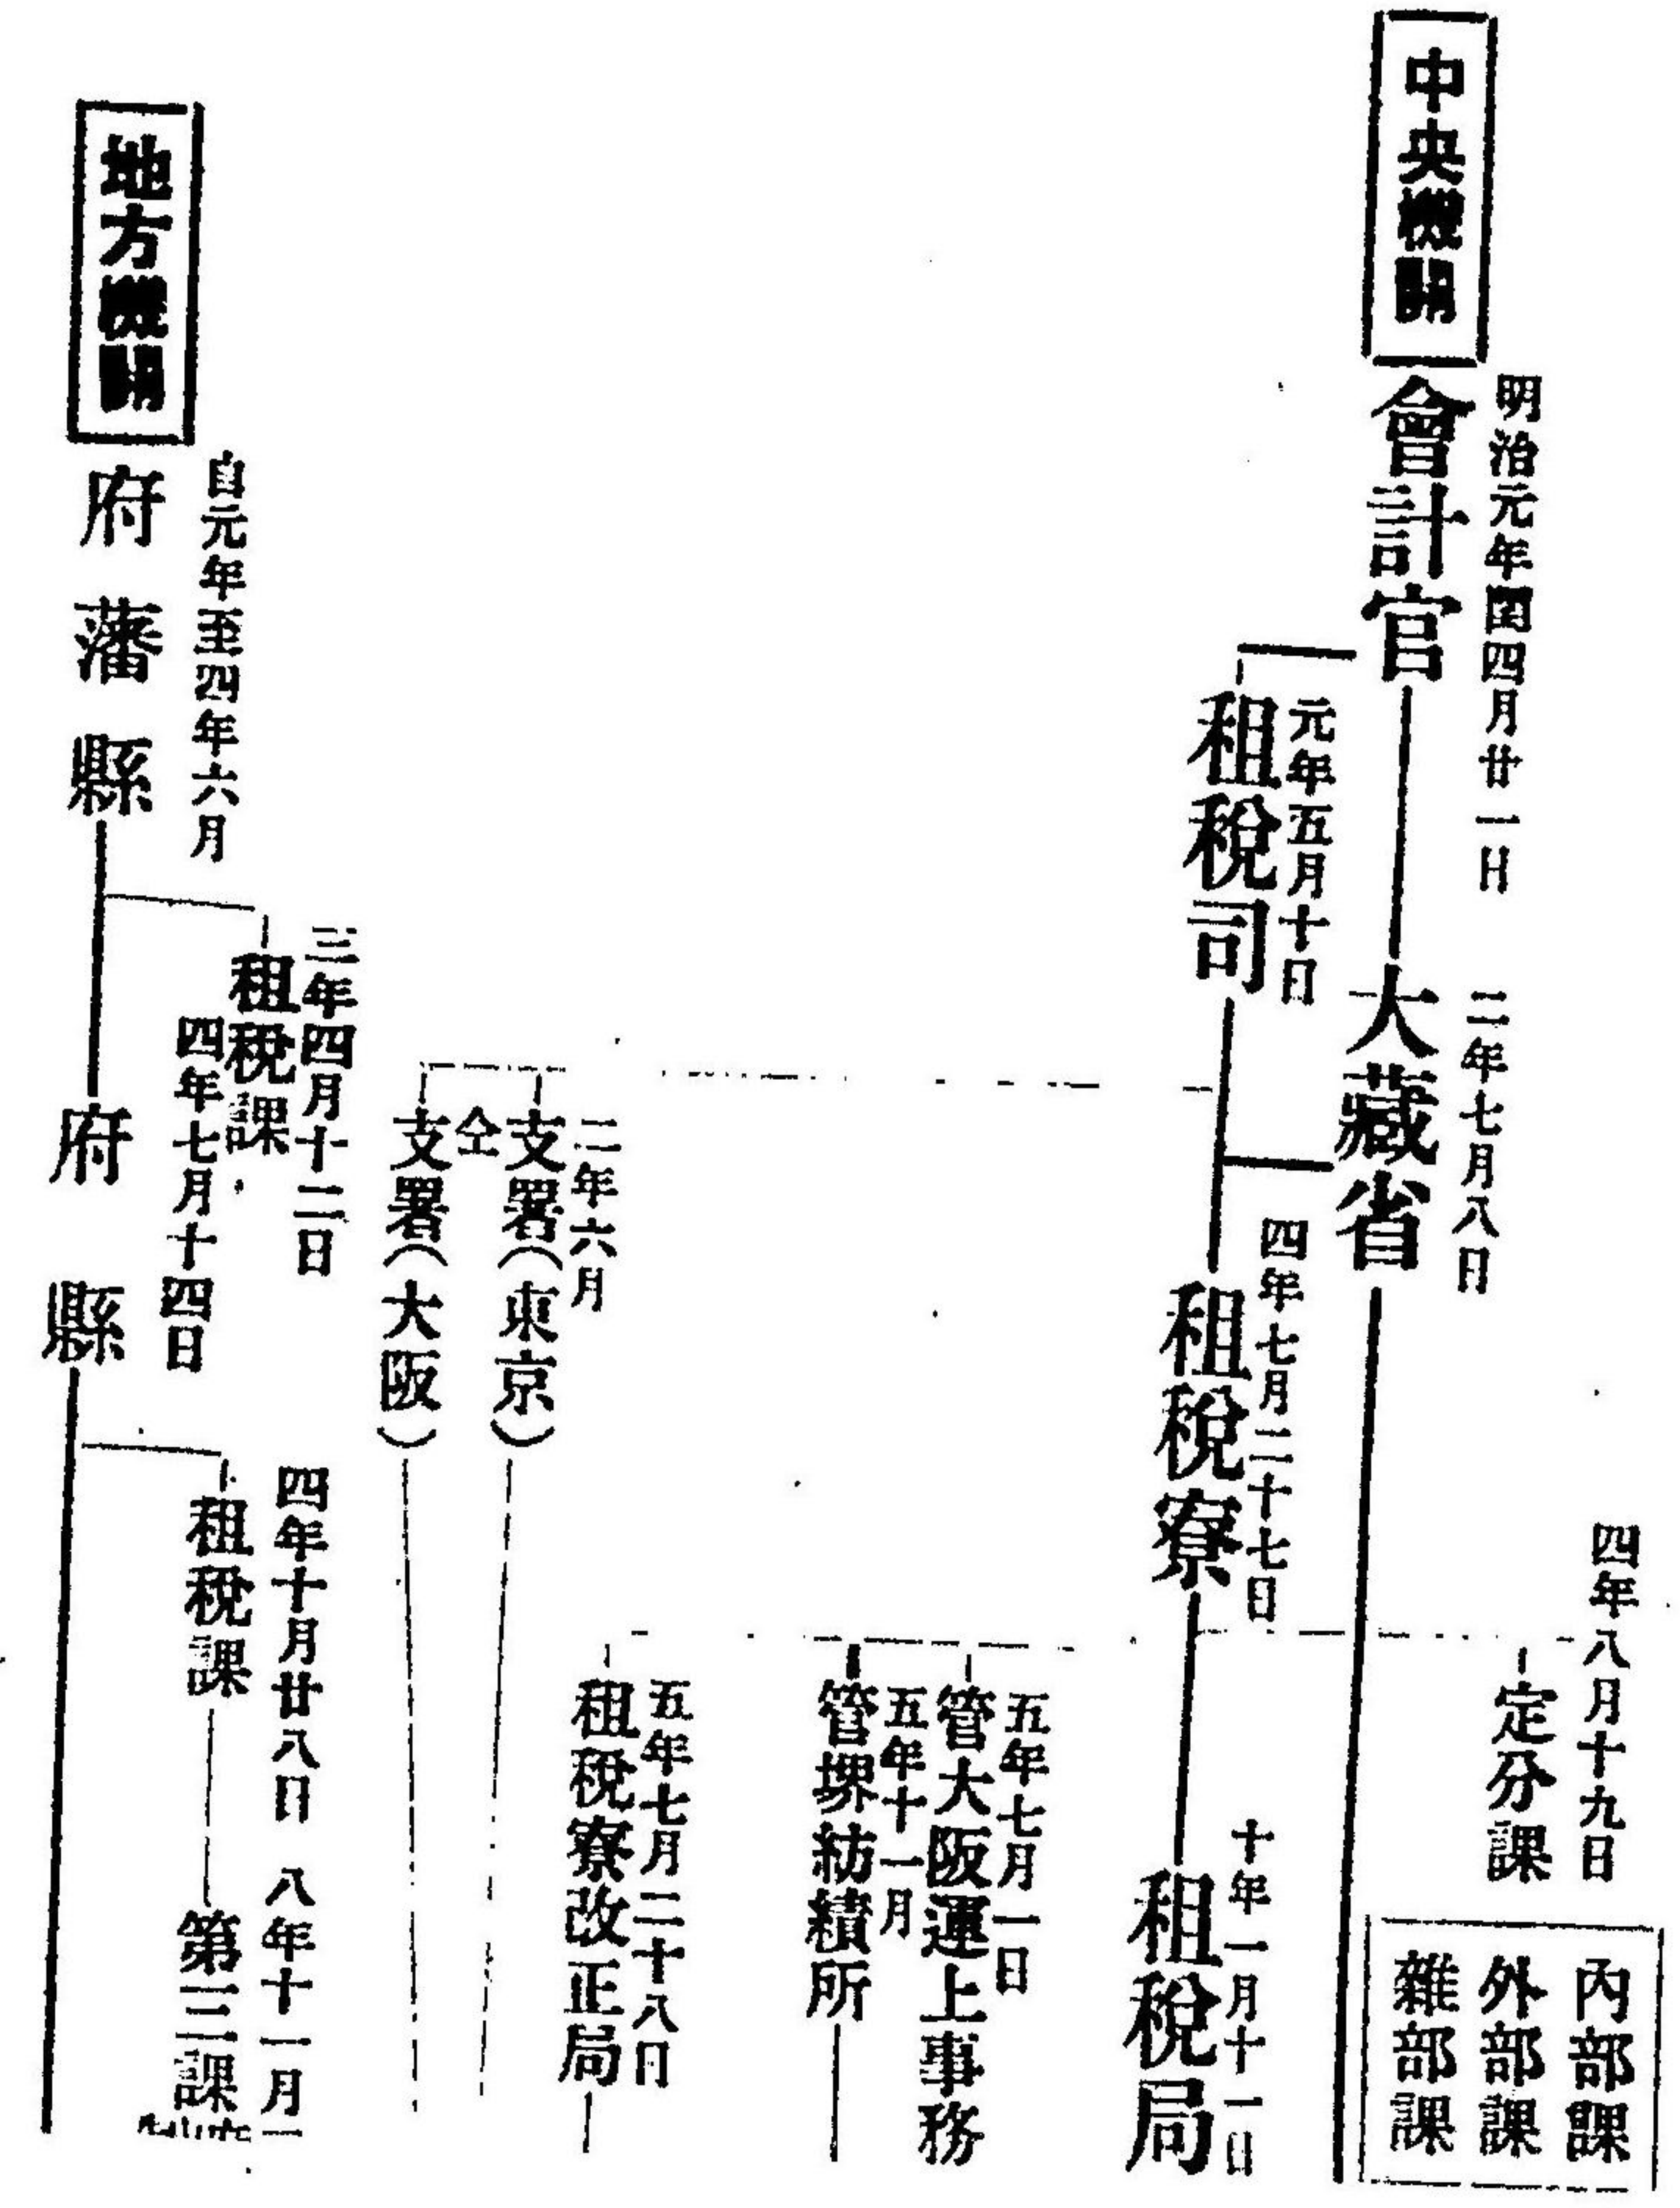 中央機關
明治元年閏四月廿一日
會計官
二年七月八日
大藏省
元年五月十日
租稅司
四年七月二十七日
租稅寮
十年一月十一日
租稅局
四年八月十九日
定分課
內部課
外部課
雜部課
二年六月
支署(東京)
仝
支署(大阪)
五年七月一日
管大阪運上事務
五年十一月
管堺紡績所
五年七月二十八日
租稅寮改正局
地方機關
自元年至四年六月
府藩縣
三年四月十二日
租稅課
四年七月十四日
府縣
四年十月廿八日
租稅課
八年十一月
第三課